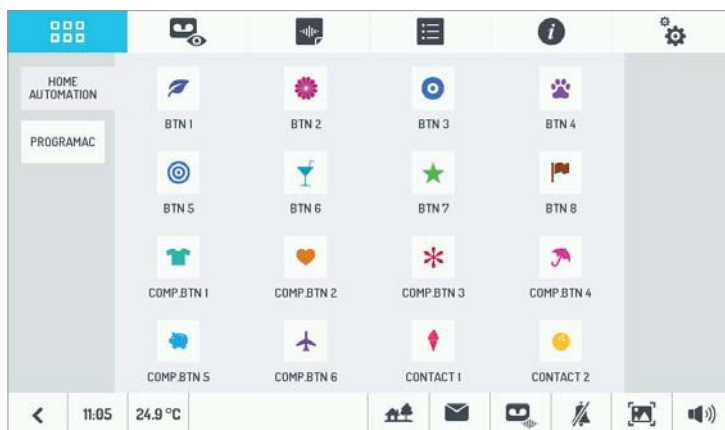 HOME
AUTOMATION
PROGRAMAC
BTN 1
BTN 2
BTN 3
BTN 4
BTN 5
BTN 6
BTN 7
BTN 8
COMP.BTN 1
COMP.BTN 2
COMP.BTN 3
COMP.BTN 4
COMP.BTN 5
COMP.BTN 6
CONTACT 1
CONTACT 2
11:05
24.9 °C